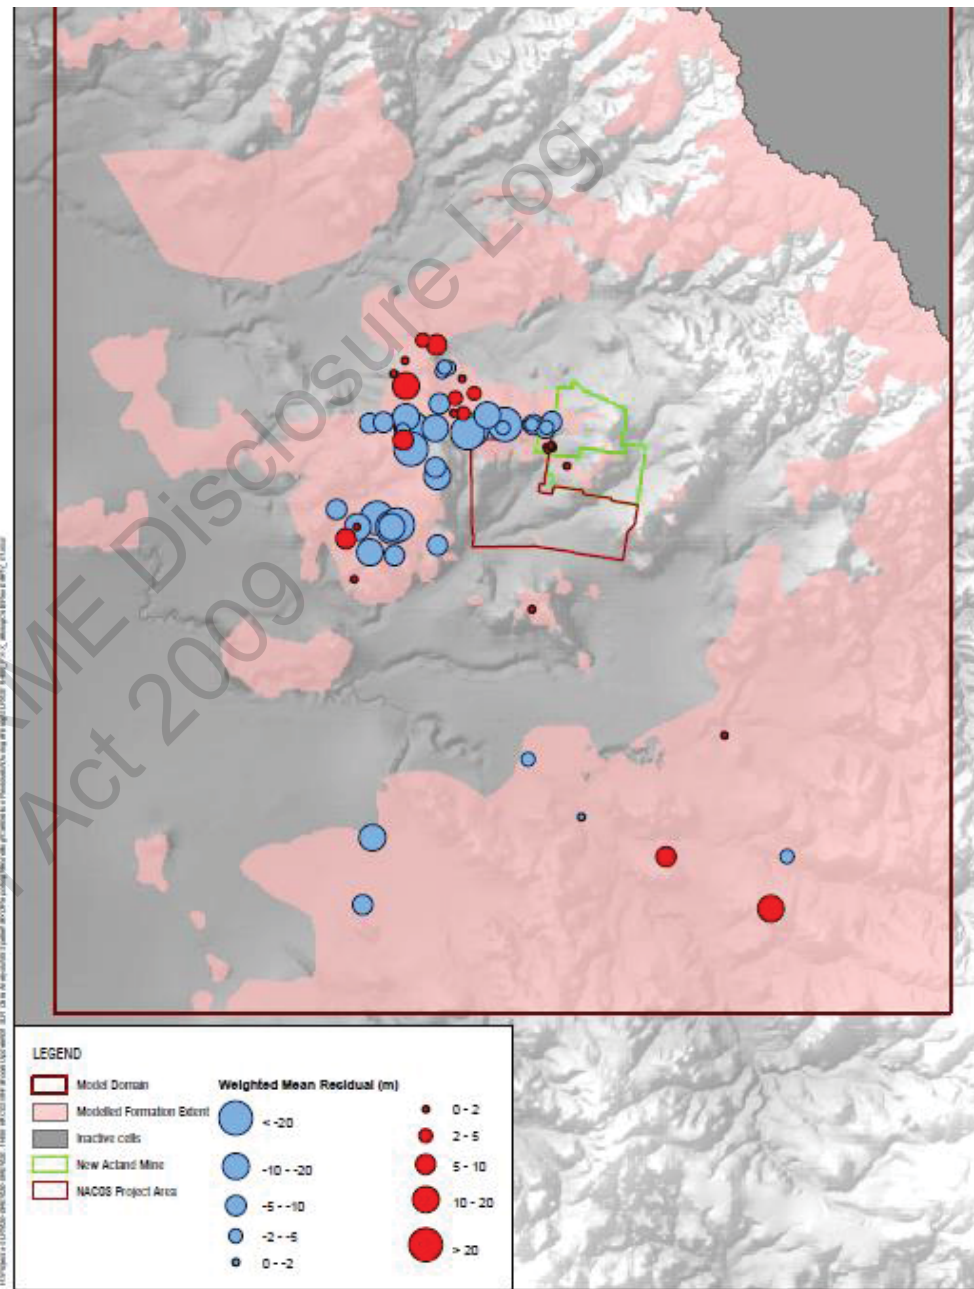 AME Disclosure Log
Act 2009
LEGEND
Model Domain
Modelled Formation Extent
Inactive cells
New Acland Mine
NAC03 Project Area
Weighted Mean Residual (m)
< -20
-10 - -20
-5 - -10
-2 - -5
0 - -2
0 - 2
2 - 5
5 - 10
10 - 20
> 20